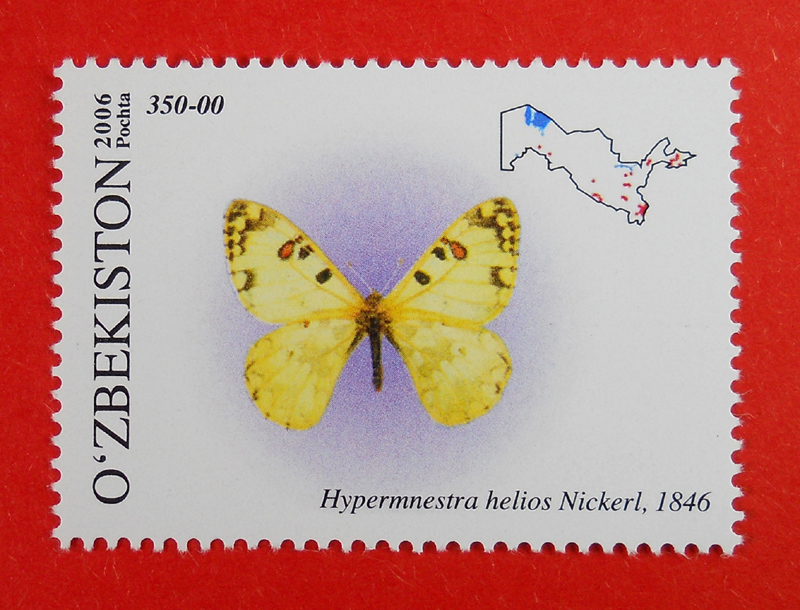 O‘ZBEKISTON
2006
Pochta
350-00
Hypermnestra helios Nickerl, 1846